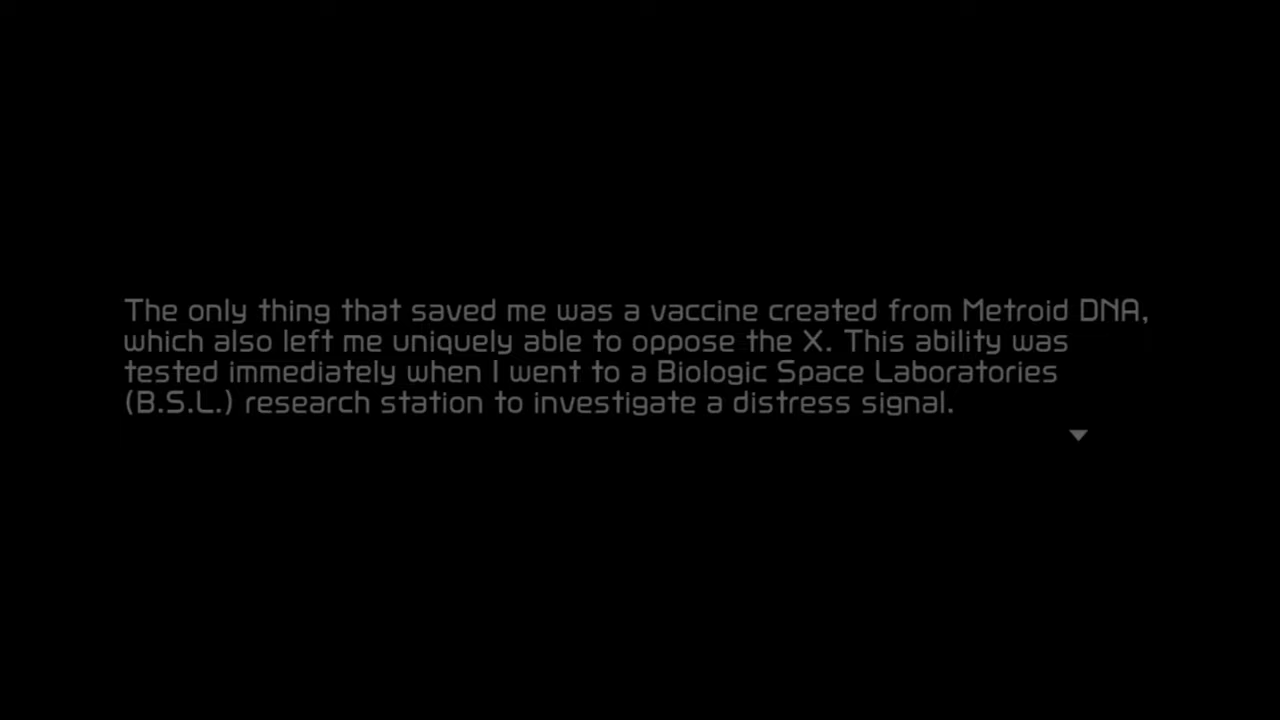 The only thing that saved me was a vaccine created from Metroid DNA,
which also left me uniquely able to oppose the X. This ability was
tested immediately when I went to a Biologic Space Laboratories
(B.S.L.) research station to investigate a distress signal.